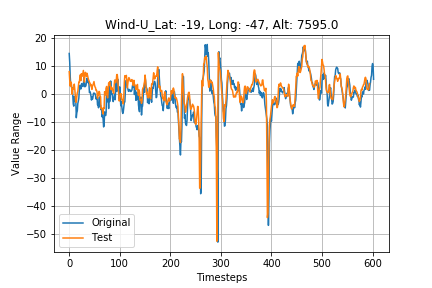 Wind-U_Lat: -19, Long: -47, Alt: 7595.0
20
10
0
−10
−20
−30
−40
−50
Value Range
Original
Test
0 100 200 300 400 500 600
Timesteps